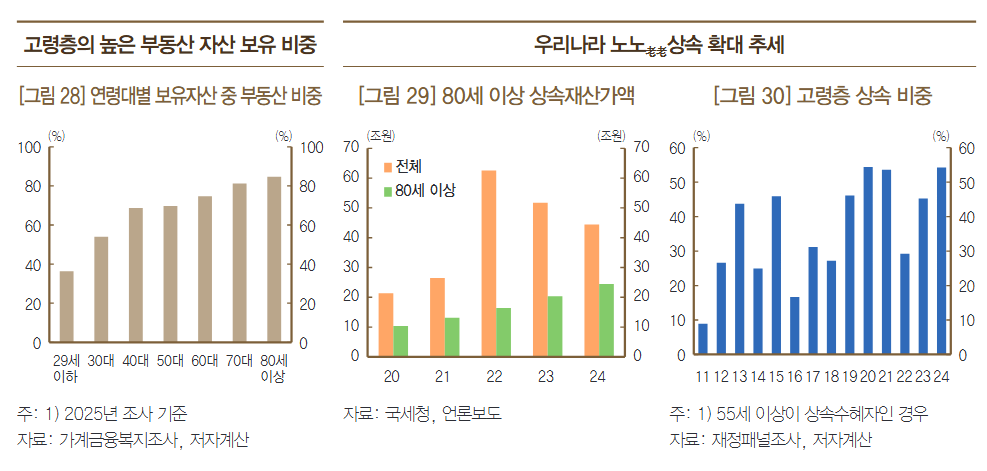 고령층의 높은 부동산 자산 보유 비중
우리나라 노노老老상속 확대 추세
[그림 28] 연령대별 보유자산 중 부동산 비중
(%)
(%)
100
80
60
40
20
0
100
80
60
40
20
0
29세 이하
30대
40대
50대
60대
70대
80세 이상
주: 1) 2025년 조사 기준
자료: 가계금융복지조사, 저자계산
[그림 29] 80세 이상 상속재산가액
(조원)
(조원)
전체
80세 이상
70
60
50
40
30
20
10
0
70
60
50
40
30
20
10
0
20
21
22
23
24
자료: 국세청, 언론보도
[그림 30] 고령층 상속 비중
(%)
(%)
60
50
40
30
20
10
0
60
50
40
30
20
10
0
11 12 13 14 15 16 17 18 19 20 21 22 23 24
주: 1) 55세 이상이 상속수혜자인 경우
자료: 재정패널조사, 저자계산